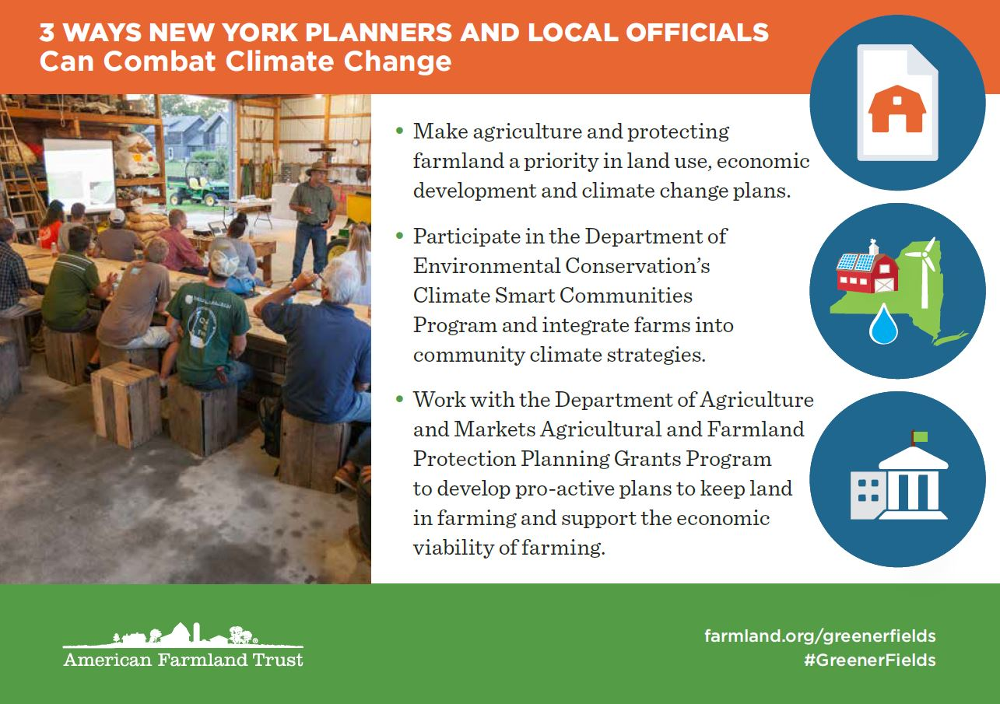 3 WAYS NEW YORK PLANNERS AND LOCAL OFFICIALS
Can Combat Climate Change
• Make agriculture and protecting
farmland a priority in land use, economic
development and climate change plans.
• Participate in the Department of
Environmental Conservation’s
Climate Smart Communities
Program and integrate farms into
community climate strategies.
• Work with the Department of Agriculture
and Markets Agricultural and Farmland
Protection Planning Grants Program
to develop pro-active plans to keep land
in farming and support the economic
viability of farming.
American Farmland Trust
farmland.org/greenerfields
#GreenerFields